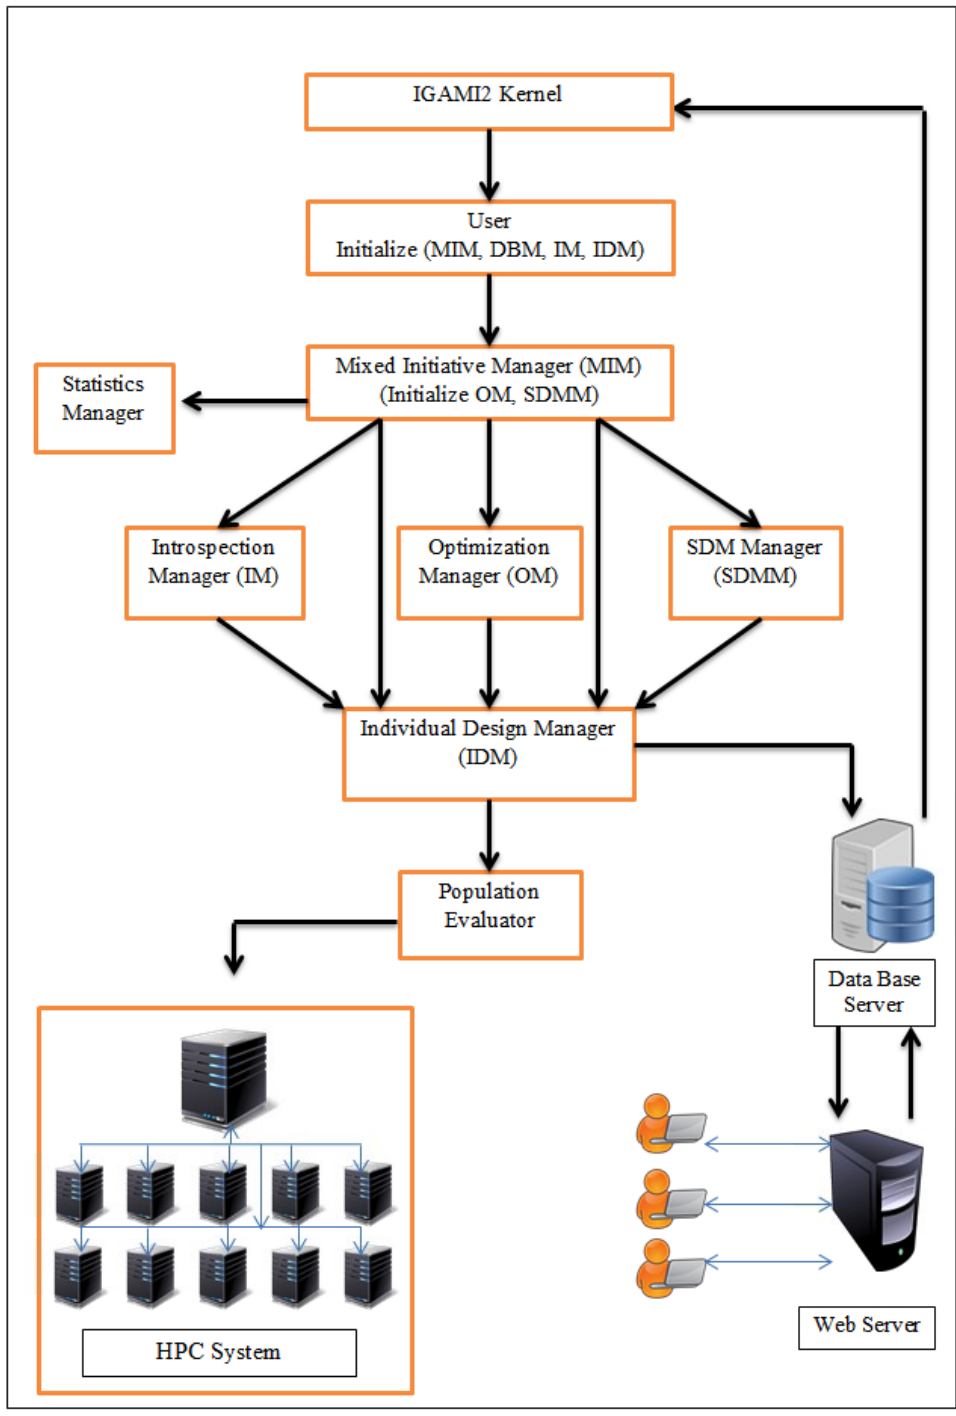 IGAMI2 Kernel
User
Initialize (MIM, DBM, IM, IDM)
Mixed Initiative Manager (MIM)
(Initialize OM, SDMM)
Statistics
Manager
Introspection
Manager (IM)
Optimization
Manager (OM)
SDM Manager
(SDMM)
Individual Design Manager
(IDM)
Population
Evaluator
Data Base
Server
Web Server
HPC System